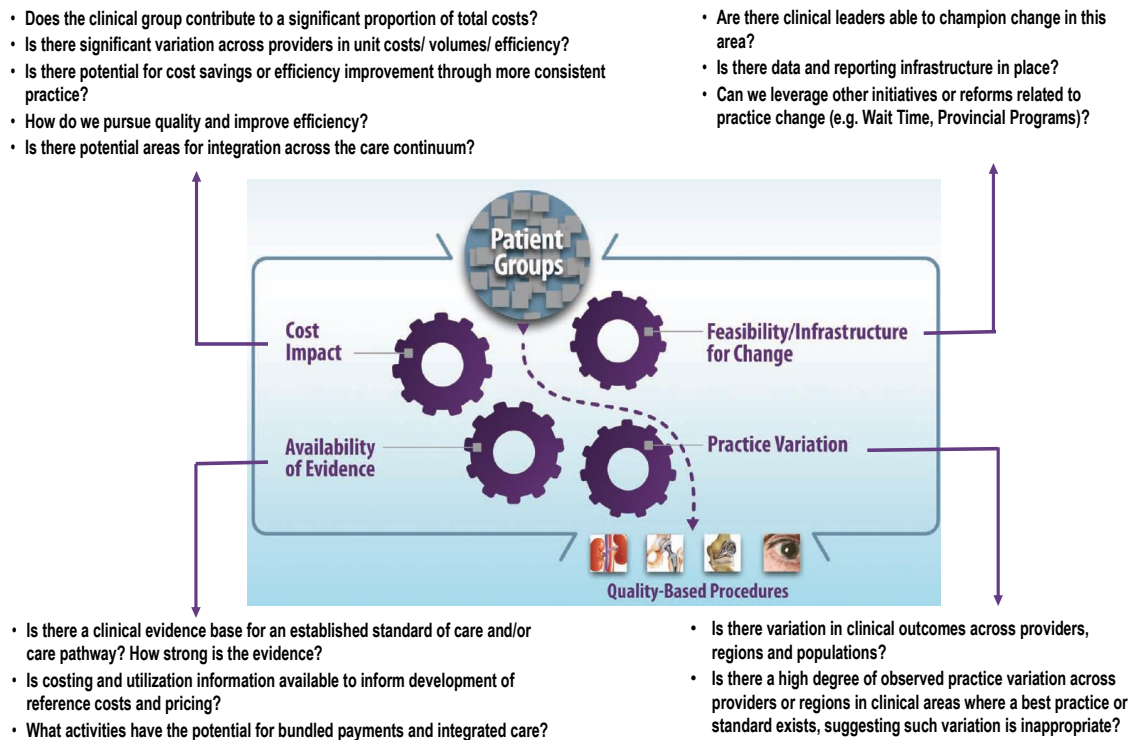 • Does the clinical group contribute to a significant proportion of total costs?
• Is there significant variation across providers in unit costs/ volumes/ efficiency?
• Is there potential for cost savings or efficiency improvement through more consistent
practice?
• How do we pursue quality and improve efficiency?
• Is there potential areas for integration across the care continuum?
• Are there clinical leaders able to champion change in this
area?
• Is there data and reporting infrastructure in place?
• Can we leverage other initiatives or reforms related to
practice change (e.g. Wait Time, Provincial Programs)?
Patient
Groups
Cost
Impact
Feasibility/Infrastructure
for Change
Availability
of Evidence
Practice Variation
Quality-Based Procedures
• Is there a clinical evidence base for an established standard of care and/or
care pathway? How strong is the evidence?
• Is costing and utilization information available to inform development of
reference costs and pricing?
• What activities have the potential for bundled payments and integrated care?
• Is there variation in clinical outcomes across providers,
regions and populations?
• Is there a high degree of observed practice variation across
providers or regions in clinical areas where a best practice or
standard exists, suggesting such variation is inappropriate?